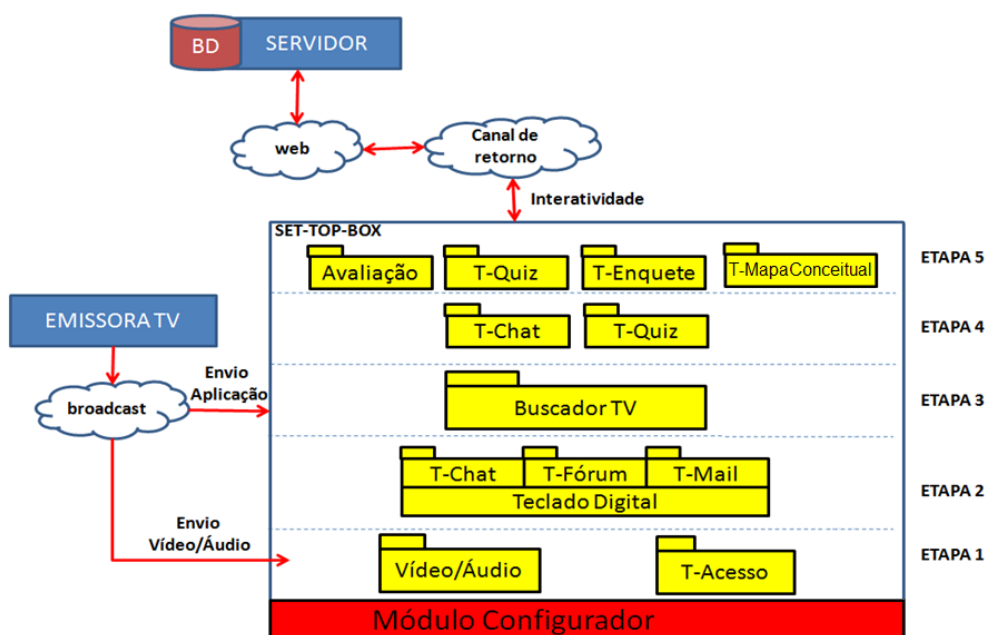 BD
SERVIDOR
web
Canal de
retorno
Interatividade
SET-TOP-BOX
Avaliação
T-Quiz
T-Enquete
T-MapaConceitual
ETAPA 5
EMISSORA TV
T-Chat
T-Quiz
ETAPA 4
Envio
Aplicação
broadcast
Buscador TV
ETAPA 3
T-Chat
T-Fórum
T-Mail
Teclado Digital
ETAPA 2
Envio
Vídeo/Áudio
Vídeo/Áudio
T-Acesso
ETAPA 1
Módulo Configurador